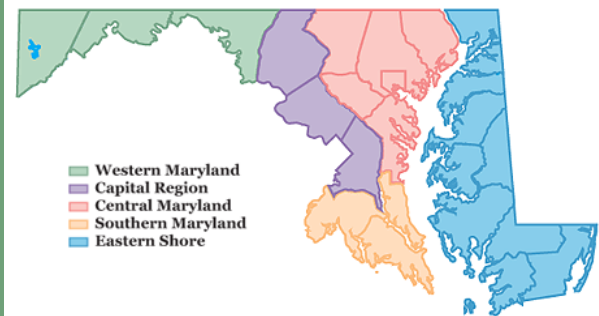 Western Maryland
Capital Region
Central Maryland
Southern Maryland
Eastern Shore